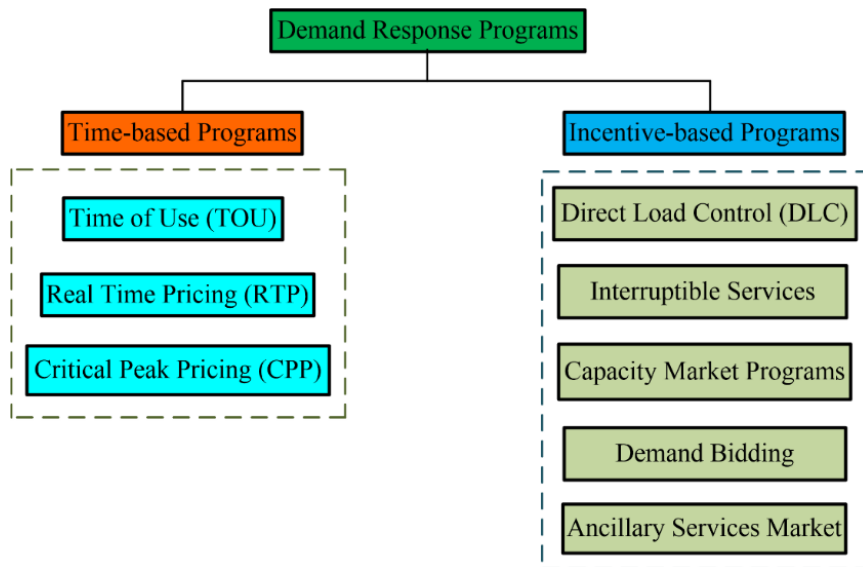 Demand Response Programs
Time-based Programs
Incentive-based Programs
Time of Use (TOU)
Real Time Pricing (RTP)
Critical Peak Pricing (CPP)
Direct Load Control (DLC)
Interruptible Services
Capacity Market Programs
Demand Bidding
Ancillary Services Market